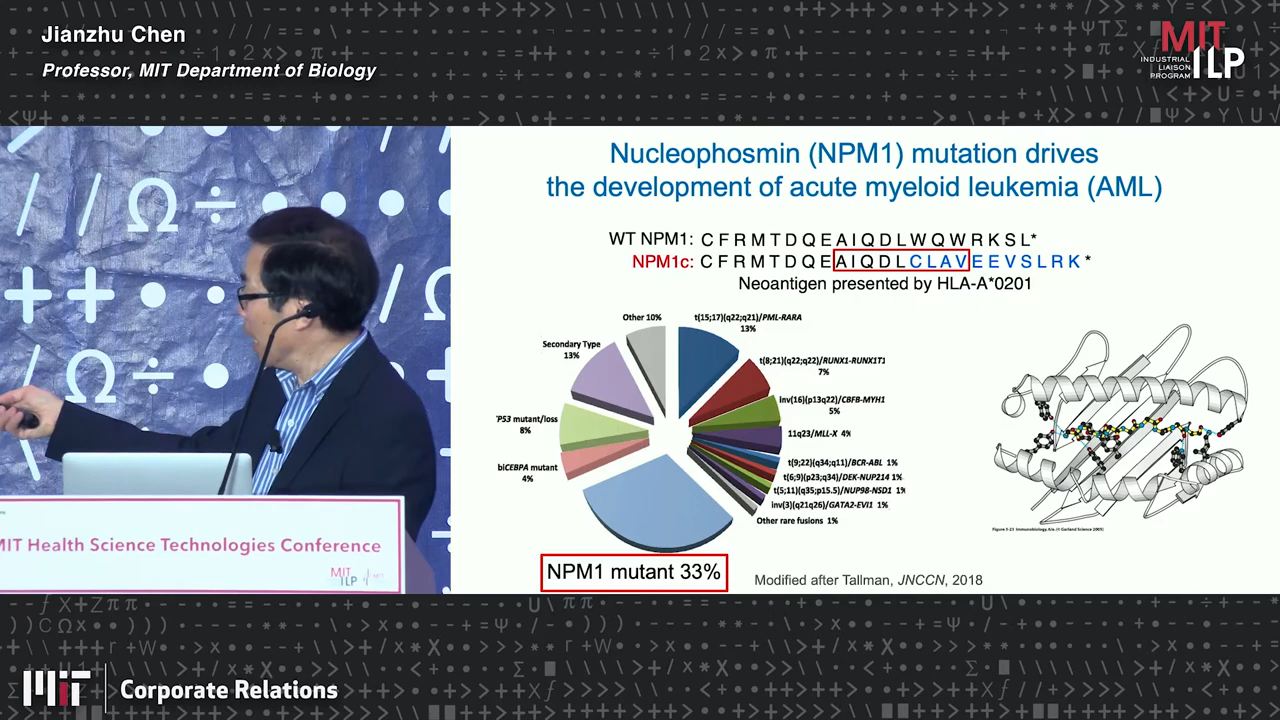 Jianzhu Chen
Professor, MIT Department of Biology
MIT
INDUSTRIAL
LIAISON
PROGRAM
ILP
Nucleophosmin (NPM1) mutation drives
the development of acute myeloid leukemia (AML)
WT NPM1: C F R M T D Q E A I Q D L W Q W R K S L*
NPM1c: C F R M T D Q E A I Q D L C L A V E E V S L R K *
Neoantigen presented by HLA-A*0201
Other 10%
t(15;17)(q22;q21)/PML-RARA
13%
Secondary Type
13%
t(8;21)(q22;q22)/RUNX1-RUNX1T1
7%
inv(16)(p13q22)/CBFB-MYH1
5%
TP53 mutant/loss
8%
11q23/MLL-X 4%
biCEBPA mutant
4%
t(9;22)(q34;q11)/BCR-ABL 1%
t(6;9)(p23;q34)/DEK-NUP214 1%
t(5;11)(q35;p15.5)/NUP98-NSD1 1%
inv(3)(q21q26)/GATA2-EVI1 1%
Other rare fusions 1%
NPM1 mutant 33%
Modified after Tallman, JNCCN, 2018
MIT Health Science Technologies Conference
MIT
ILP
MIT
Corporate Relations